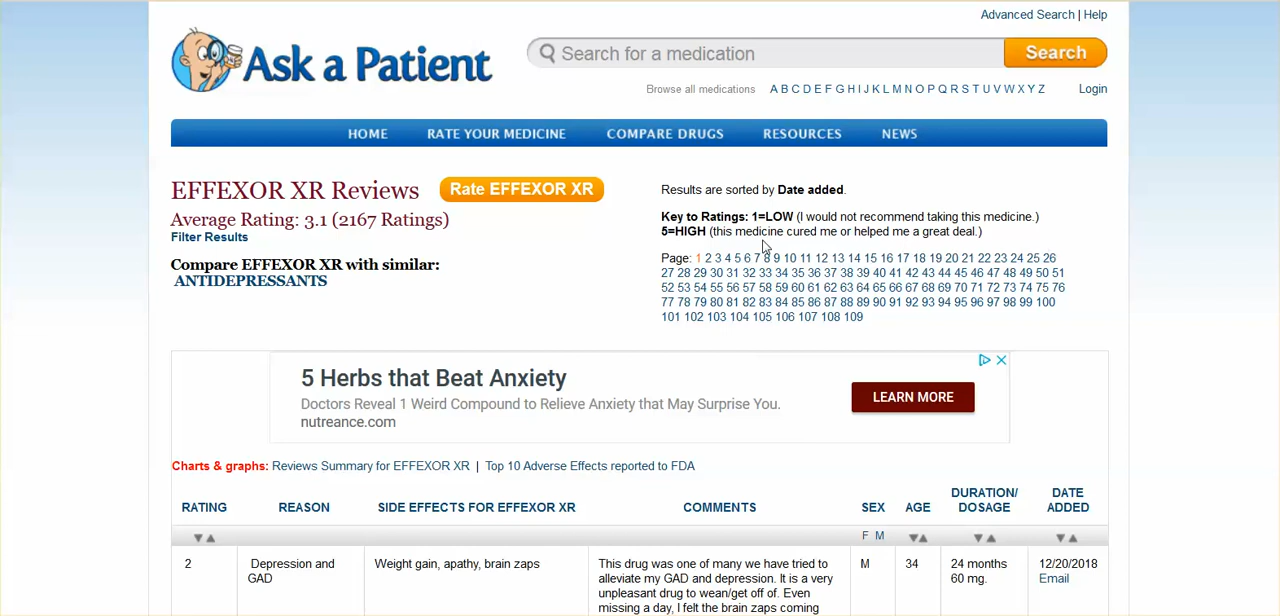 Advanced Search | Help
Ask a Patient
Search for a medication
Search
Browse all medications A B C D E F G H I J K L M N O P Q R S T U V W X Y Z Login
HOME RATE YOUR MEDICINE COMPARE DRUGS RESOURCES NEWS
EFFEXOR XR Reviews
Rate EFFEXOR XR
Average Rating: 3.1 (2167 Ratings)
Filter Results
Compare EFFEXOR XR with similar:
ANTIDEPRESSANTS
Results are sorted by Date added.
Key to Ratings: 1=LOW (I would not recommend taking this medicine.)
5=HIGH (this medicine cured me or helped me a great deal.)
Page: 1 2 3 4 5 6 7 8 9 10 11 12 13 14 15 16 17 18 19 20 21 22 23 24 25 26
27 28 29 30 31 32 33 34 35 36 37 38 39 40 41 42 43 44 45 46 47 48 49 50 51
52 53 54 55 56 57 58 59 60 61 62 63 64 65 66 67 68 69 70 71 72 73 74 75 76
77 78 79 80 81 82 83 84 85 86 87 88 89 90 91 92 93 94 95 96 97 98 99 100
101 102 103 104 105 106 107 108 109
5 Herbs that Beat Anxiety
Doctors Reveal 1 Weird Compound to Relieve Anxiety that May Surprise You.
nutreance.com
LEARN MORE
Charts & graphs: Reviews Summary for EFFEXOR XR | Top 10 Adverse Effects reported to FDA
RATING REASON SIDE EFFECTS FOR EFFEXOR XR COMMENTS SEX AGE DURATION/ DOSAGE DATE ADDED
F M
2
Depression and
GAD
Weight gain, apathy, brain zaps
This drug was one of many we have tried to
alleviate my GAD and depression. It is a very
unpleasant drug to wean/get off of. Even
missing a day, I felt the brain zaps coming
M
34
24 months
60 mg.
12/20/2018
Email